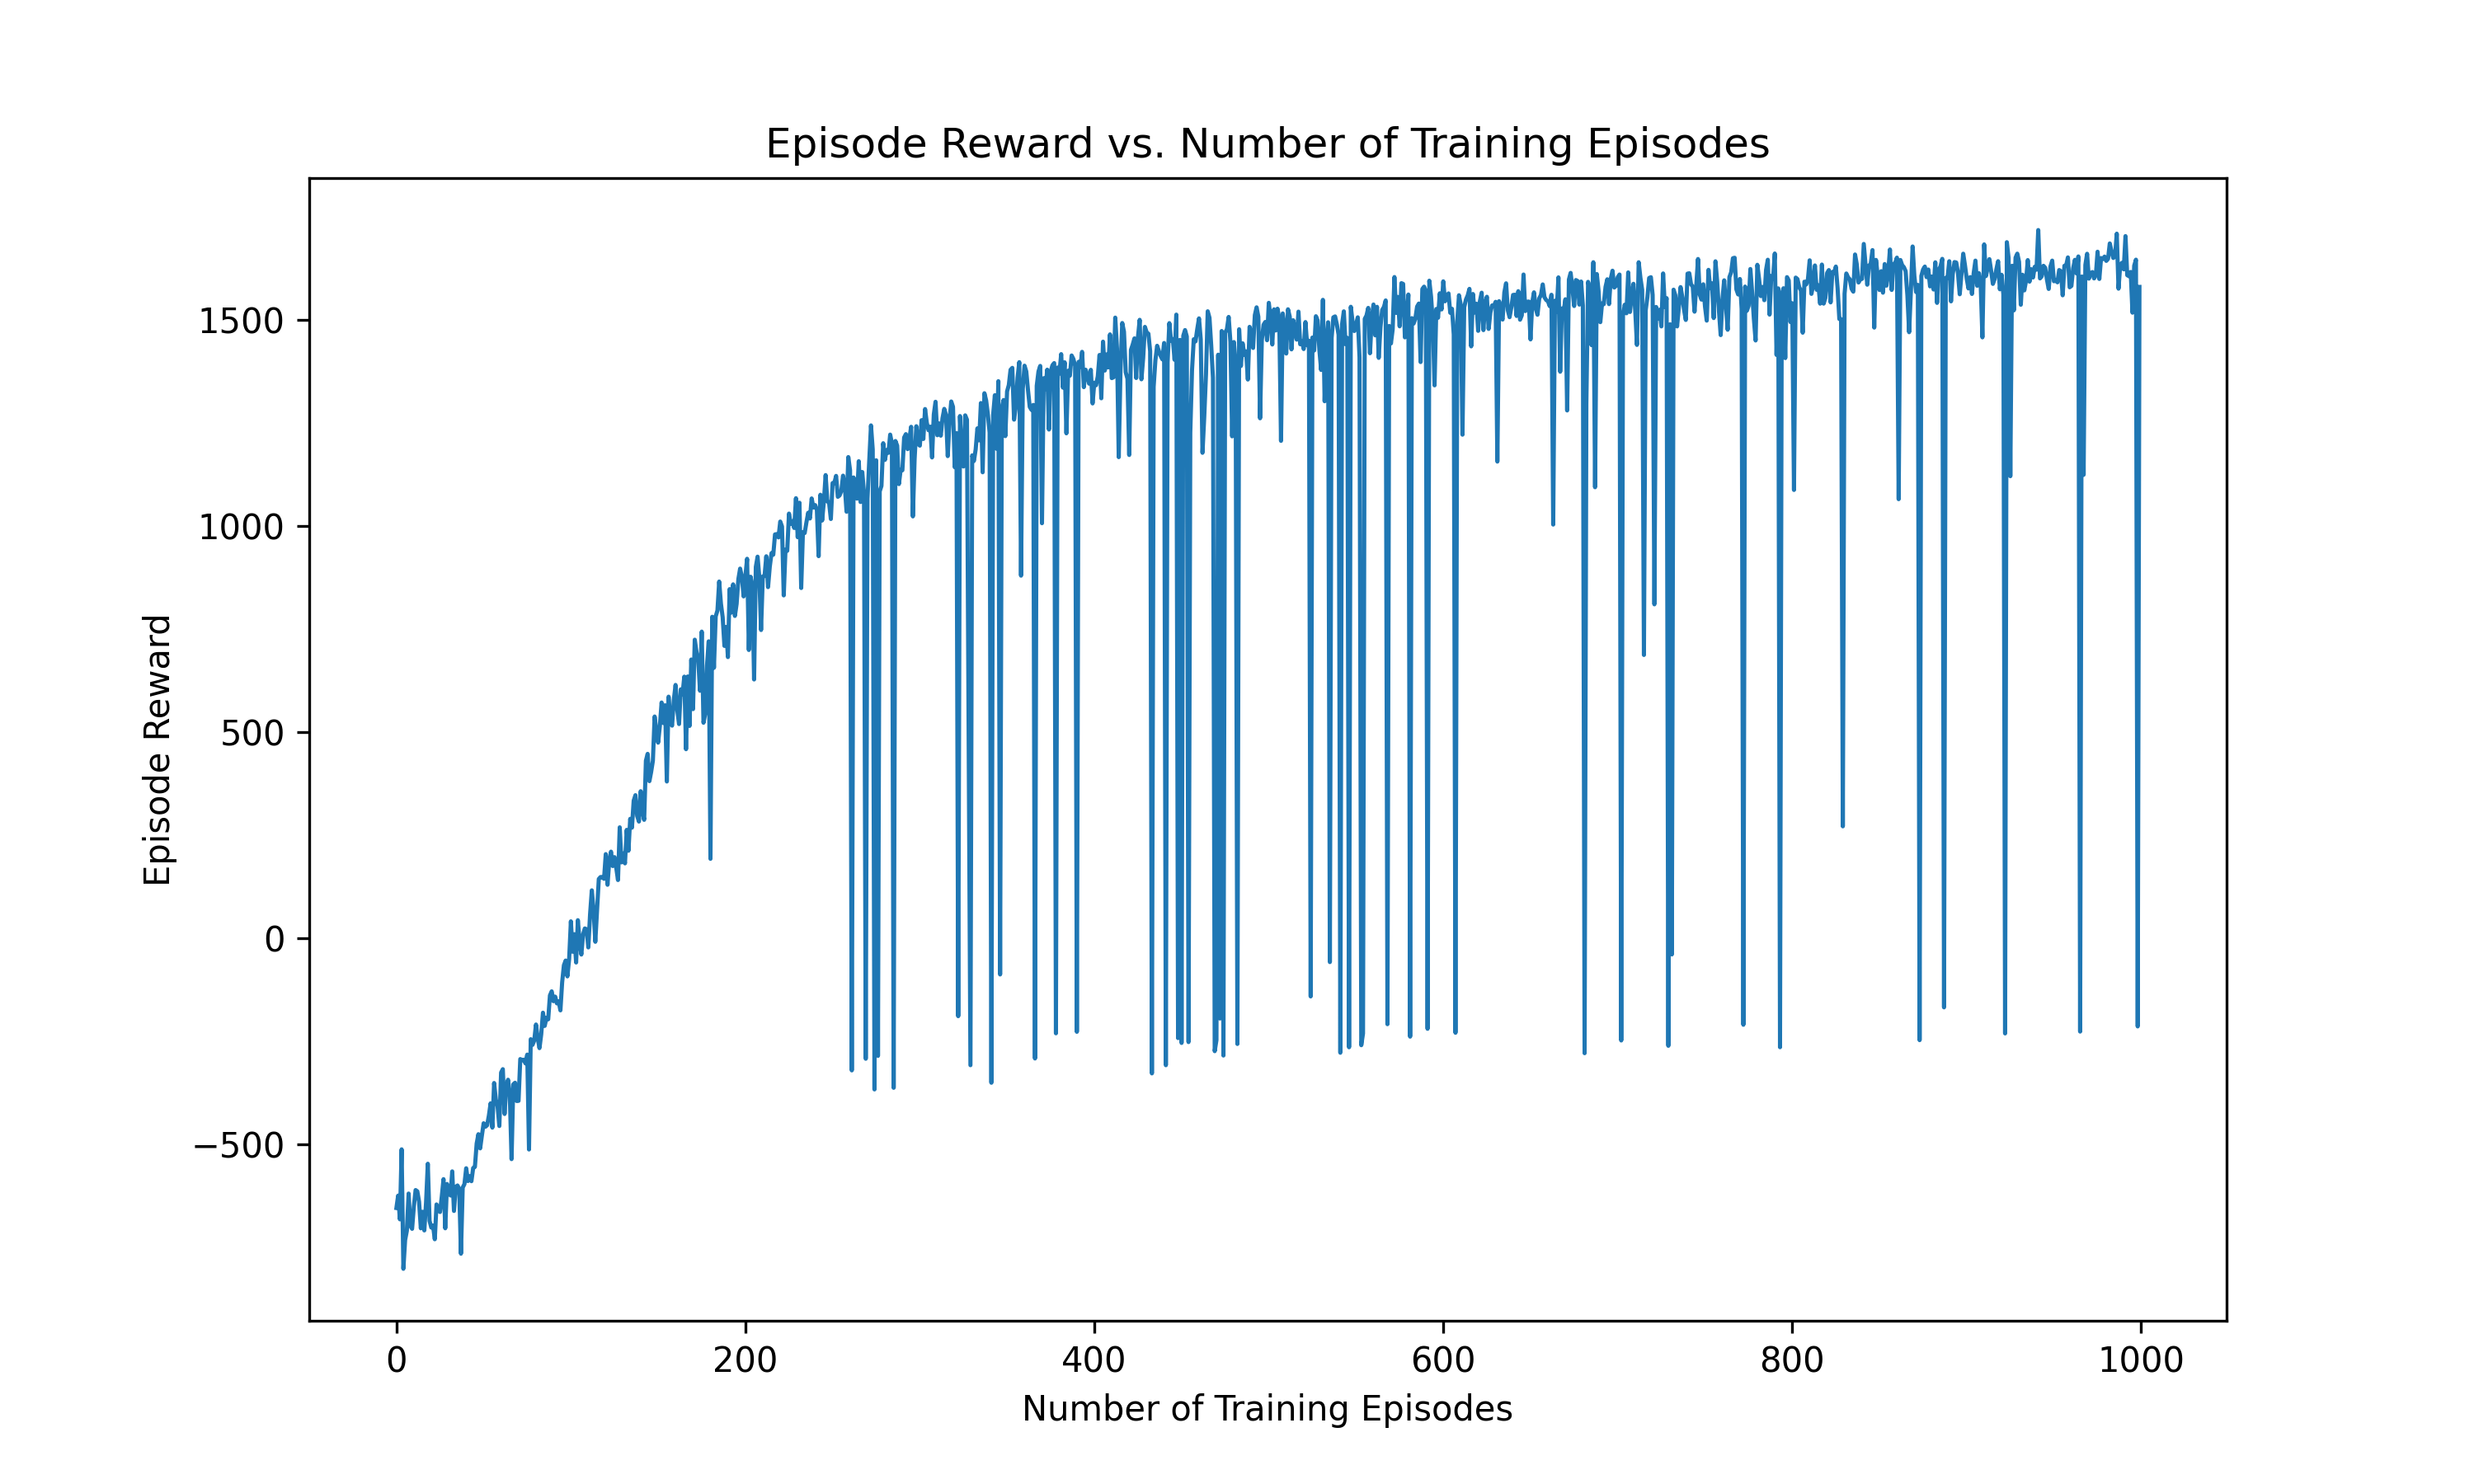 Episode Reward vs. Number of Training Episodes
1500
1000
500
0
−500
Episode Reward
0 200 400 600 800 1000
Number of Training Episodes